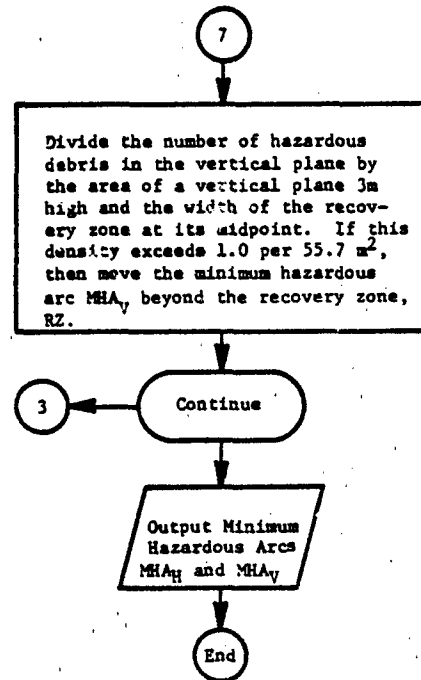 7
Divide the number of hazardous
debris in the vertical plane by
the area of a vertical plane 3m
high and the width of the recov-
ery zone at its midpoint. If this
density exceeds 1.0 per 55.7 m²,
then move the minimum hazardous
arc MHA_V beyond the recovery zone,
RZ.
3
Continue
Output Minimum
Hazardous Arcs
MHA_H and MHA_V
End